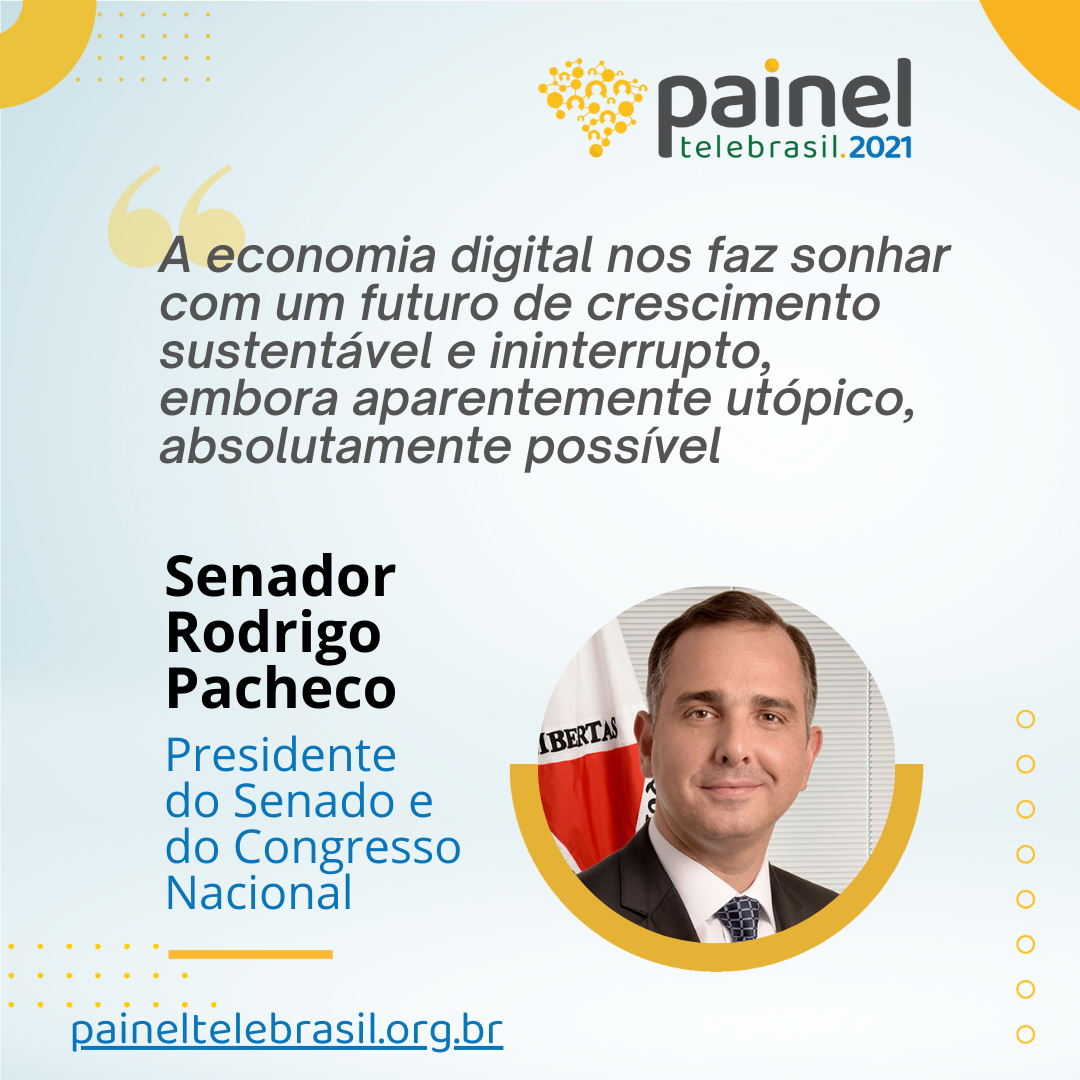 painel
telebrasil.2021
“
A economia digital nos faz sonhar
com um futuro de crescimento
sustentável e ininterrupto,
embora aparentemente utópico,
absolutamente possível
Senador
Rodrigo
Pacheco
Presidente
do Senado e
do Congresso
Nacional
IBERTAS
paineltelebrasil.org.br